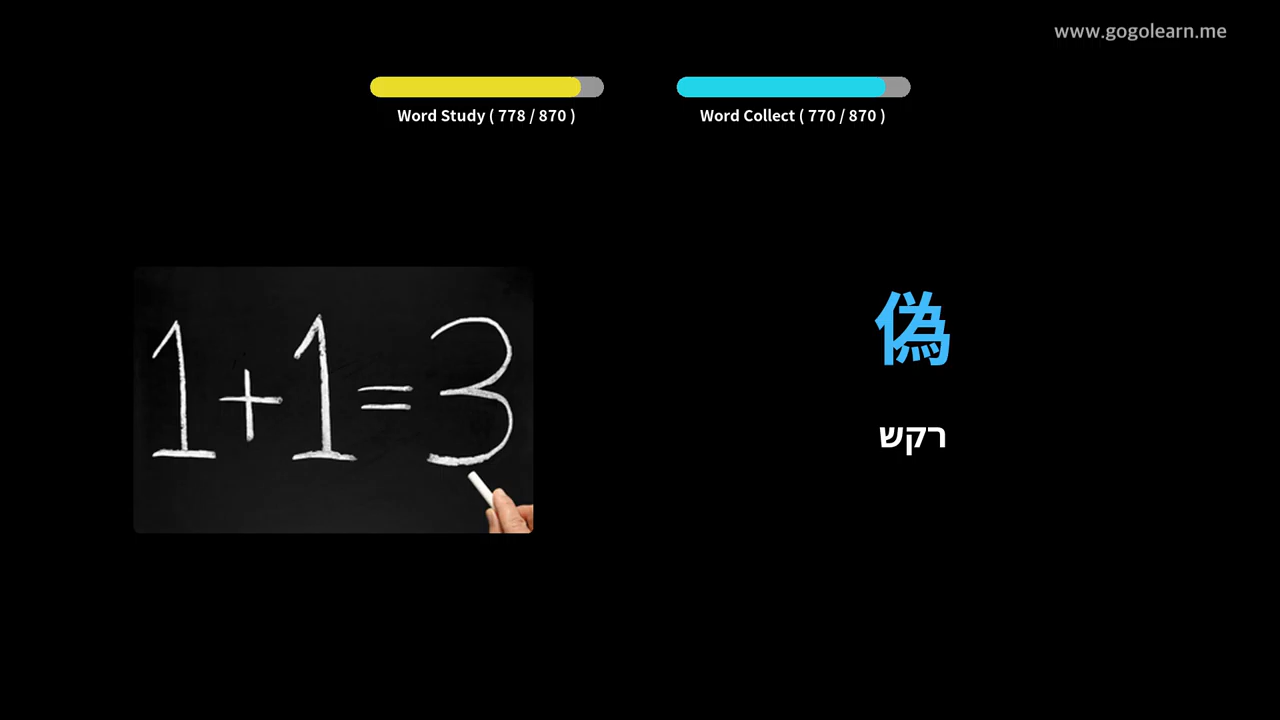 www.gogolearn.me
Word Study ( 778 / 870 )
Word Collect ( 770 / 870 )
1+1=3
偽
רקש